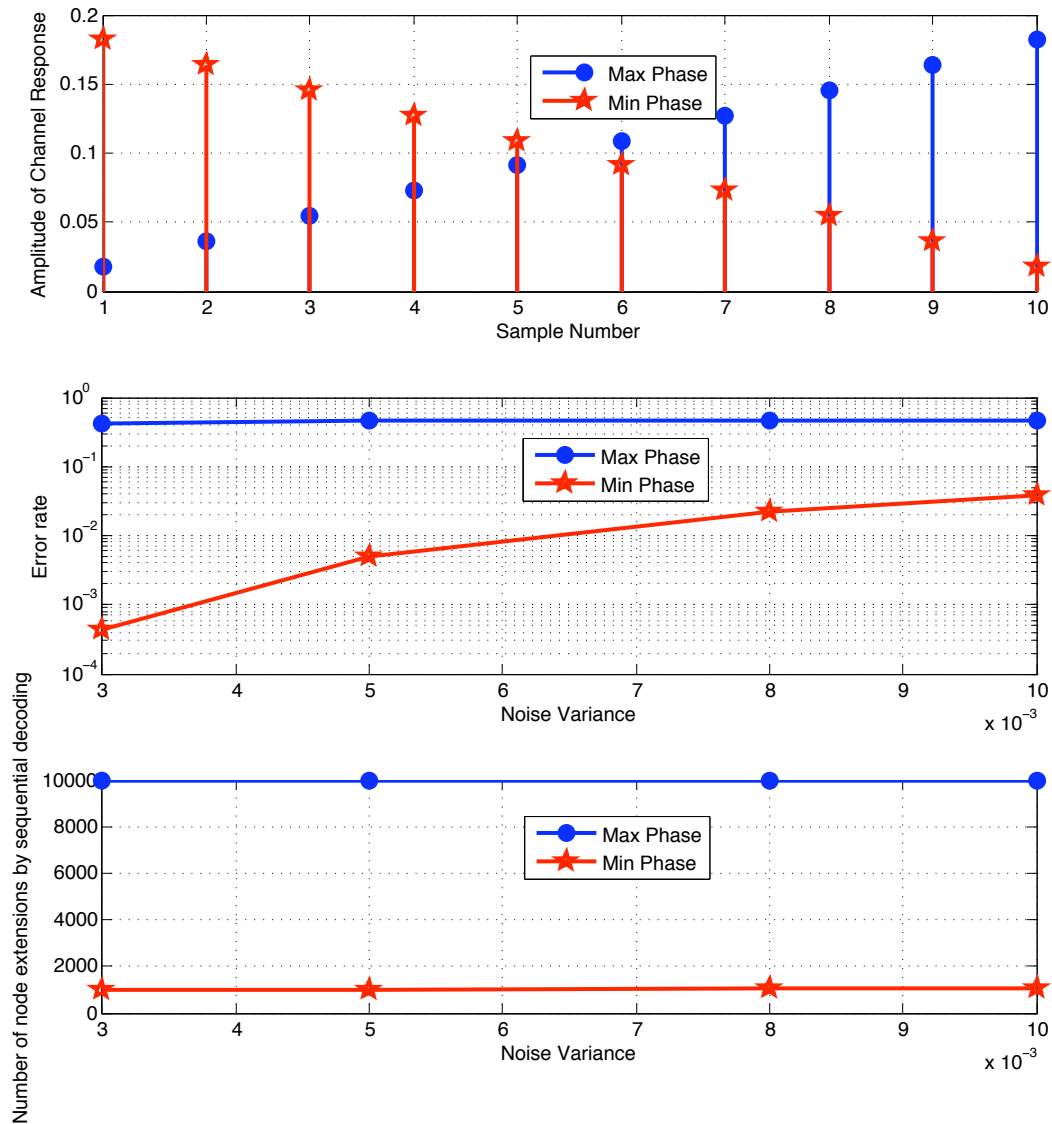 Amplitude of Channel Response
0.2
0.15
0.1
0.05
0
Max Phase
Min Phase
1 2 3 4 5 6 7 8 9 10
Sample Number
Error rate
10^0
10^−1
10^−2
10^−3
10^−4
Max Phase
Min Phase
3 4 5 6 7 8 9 10
Noise Variance
x 10^−3
Number of node extensions by sequential decoding
10000
8000
6000
4000
2000
0
Max Phase
Min Phase
3 4 5 6 7 8 9 10
Noise Variance
x 10^−3